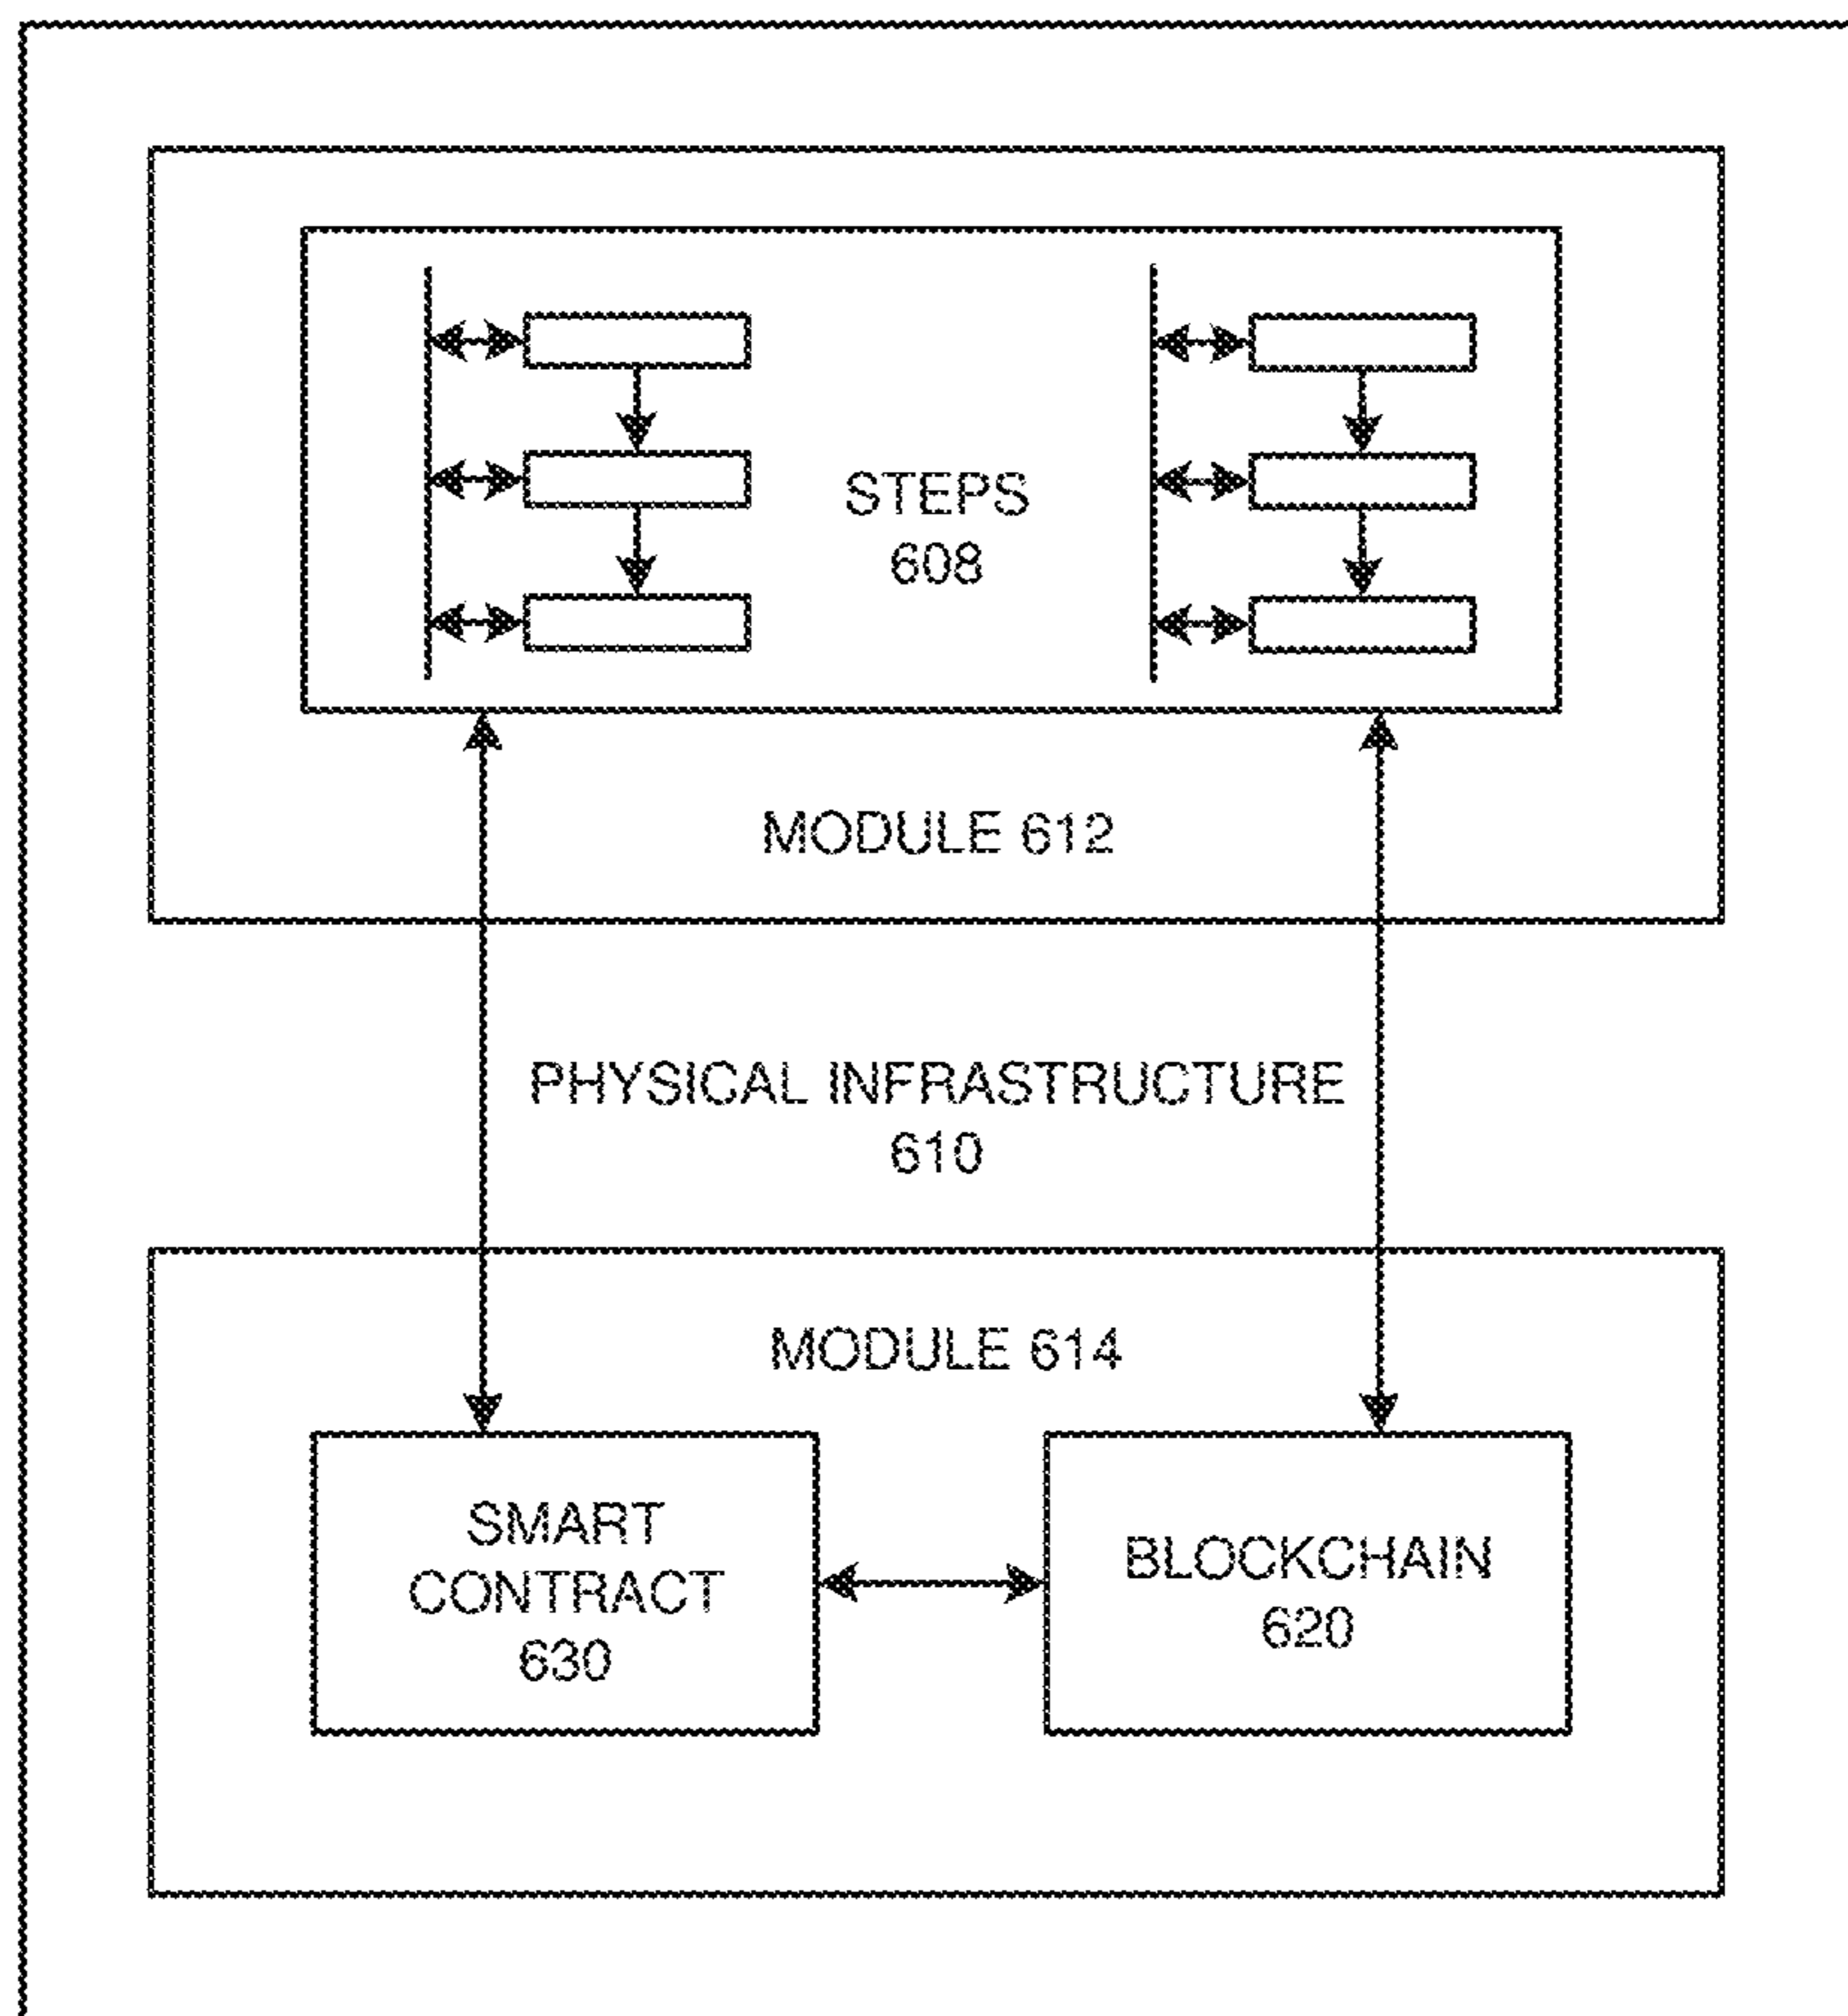 STEPS
608
MODULE 612
PHYSICAL INFRASTRUCTURE
610
MODULE 614
SMART
CONTRACT
630
BLOCKCHAIN
620